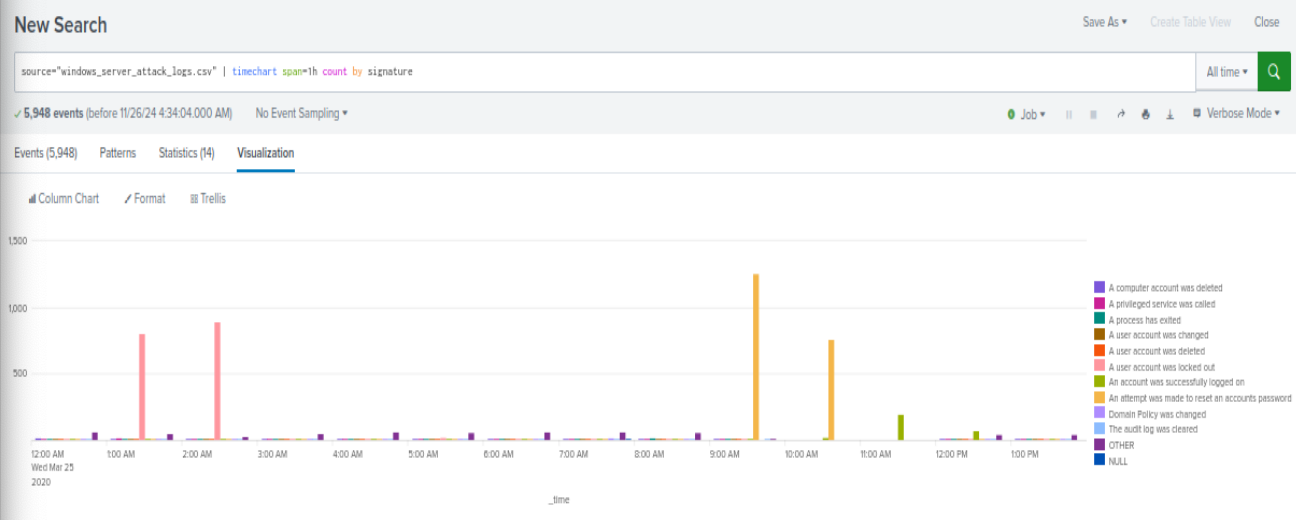 New Search
Save As ▾ Create Table View Close
source="windows_server_attack_logs.csv" | timechart span=1h count by signature
All time ▾
✓ 5,948 events (before 11/26/24 4:34:04.000 AM) No Event Sampling ▾
Job ▾ Verbose Mode ▾
Events (5,948) Patterns Statistics (14) Visualization
Column Chart Format Trellis
1,500
1,000
500
A computer account was deleted
A privileged service was called
A process has exited
A user account was changed
A user account was deleted
A user account was locked out
An account was successfully logged on
An attempt was made to reset an accounts password
Domain Policy was changed
The audit log was cleared
OTHER
NULL
12:00 AM 1:00 AM 2:00 AM 3:00 AM 4:00 AM 5:00 AM 6:00 AM 7:00 AM 8:00 AM 9:00 AM 10:00 AM 11:00 AM 12:00 PM 1:00 PM
Wed Mar 25
2020
_time